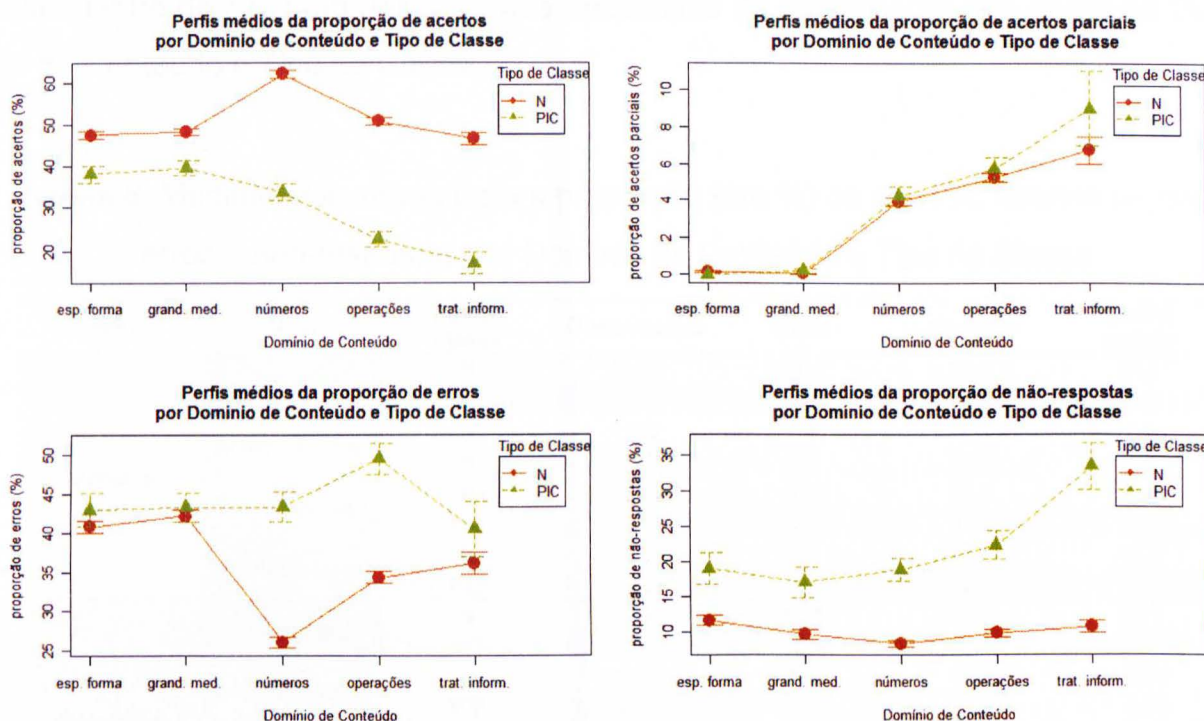 Perfis médios da proporção de acertos
por Domínio de Conteúdo e Tipo de Classe
proporção de acertos (%)
60
50
40
30
20
Tipo de Classe
N
PIC
esp. forma grand. med. números operações trat. inform.
Domínio de Conteúdo
Perfis médios da proporção de acertos parciais
por Domínio de Conteúdo e Tipo de Classe
proporção de acertos parciais (%)
10
8
6
4
2
0
Tipo de Classe
N
PIC
esp. forma grand. med. números operações trat. inform.
Domínio de Conteúdo
Perfis médios da proporção de erros
por Domínio de Conteúdo e Tipo de Classe
proporção de erros (%)
50
45
40
35
30
25
Tipo de Classe
N
PIC
esp. forma grand. med. números operações trat. inform.
Domínio de Conteúdo
Perfis médios da proporção de não-respostas
por Domínio de Conteúdo e Tipo de Classe
proporção de não-respostas (%)
35
30
25
20
15
10
Tipo de Classe
N
PIC
esp. forma grand. med. números operações trat. inform.
Domínio de Conteúdo